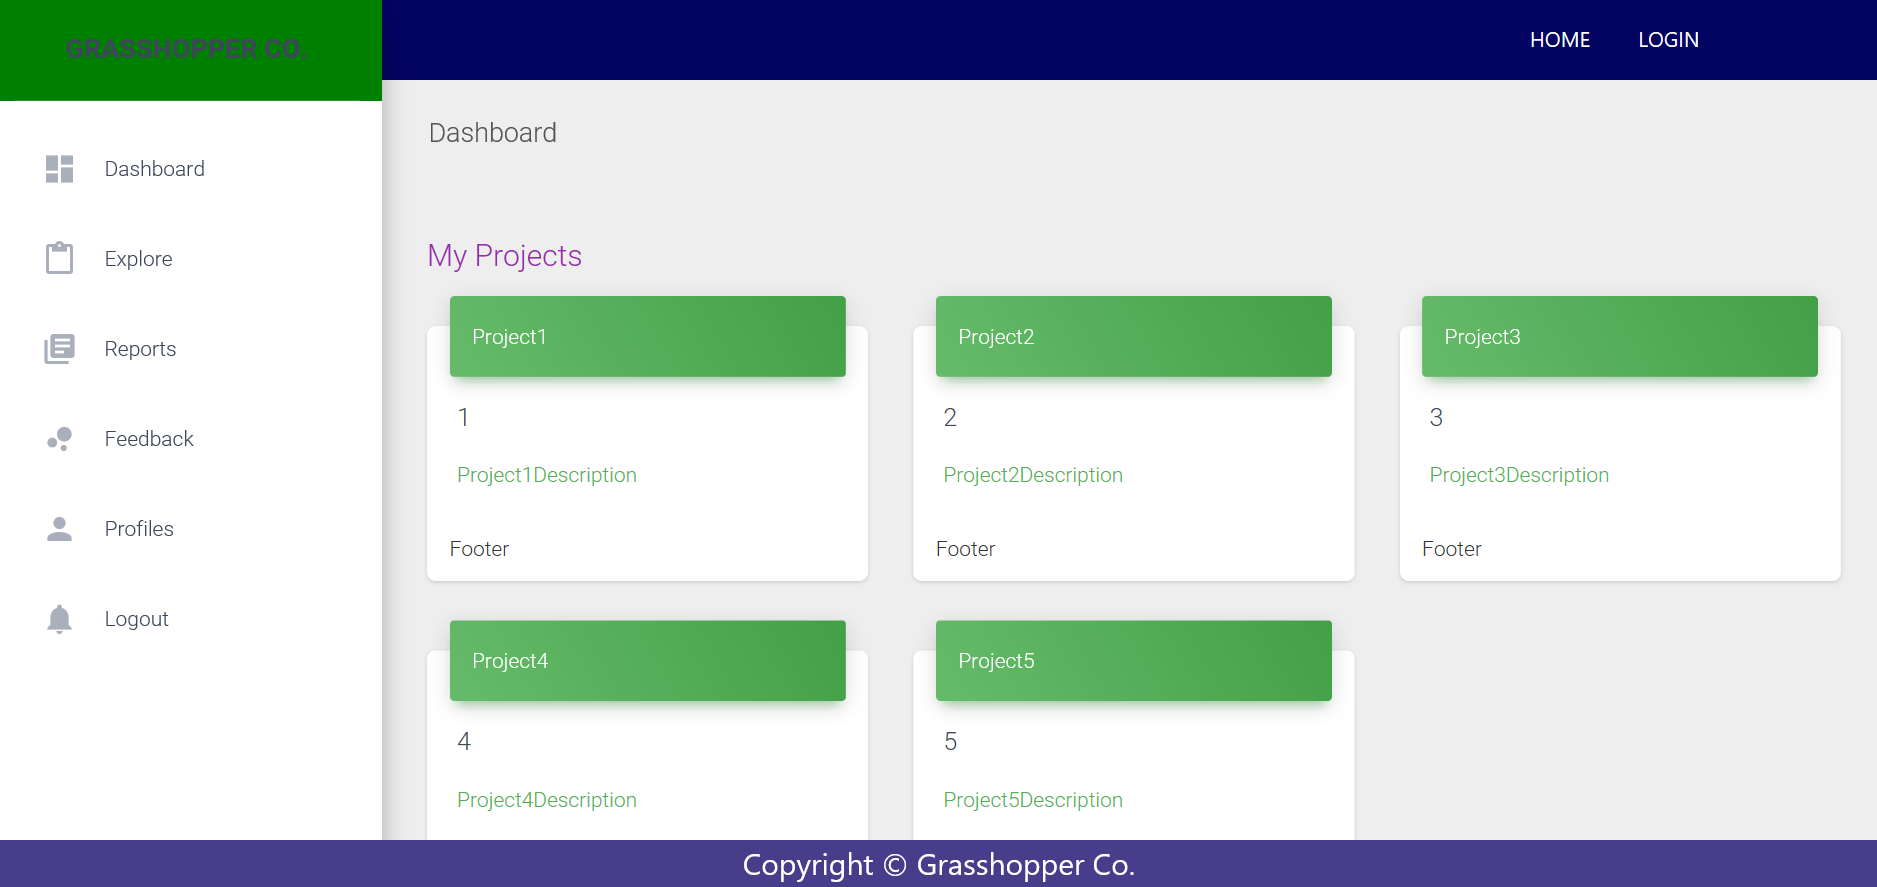 GRASSHOPPER CO.
HOME LOGIN
Dashboard
Explore
Reports
Feedback
Profiles
Logout
Dashboard
My Projects
Project1
1
Project1Description
Footer
Project2
2
Project2Description
Footer
Project3
3
Project3Description
Footer
Project4
4
Project4Description
Project5
5
Project5Description
Copyright © Grasshopper Co.